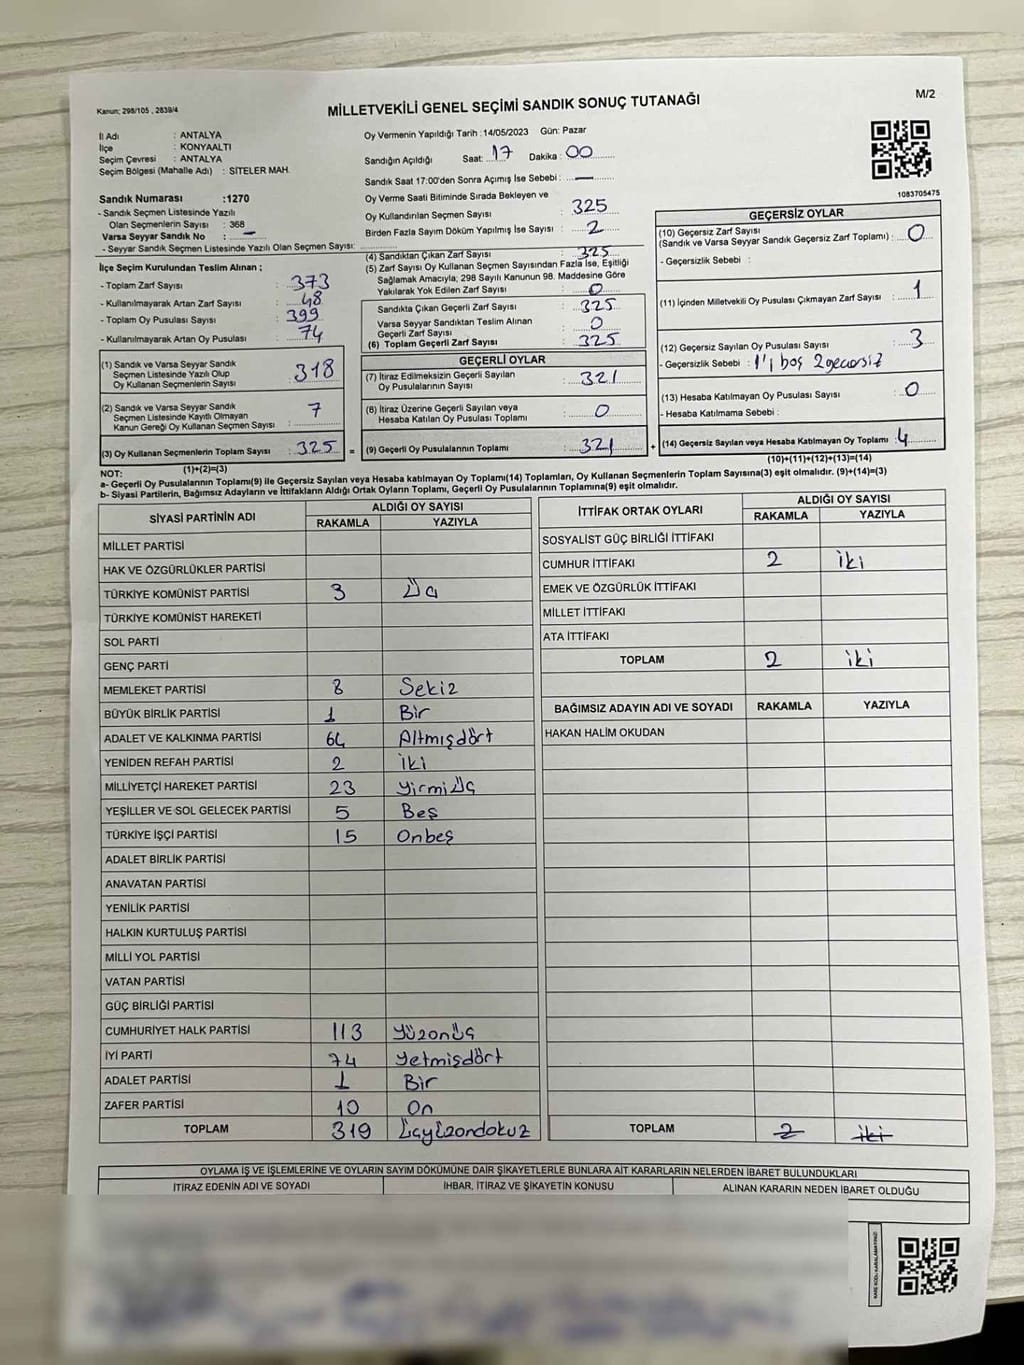 Kanun; 298/105 , 2839/4
MİLLETVEKİLİ GENEL SEÇİMİ SANDIK SONUÇ TUTANAĞI
M/2
İl Adı : ANTALYA
İlçe : KONYAALTI
Seçim Çevresi : ANTALYA
Seçim Bölgesi (Mahalle Adı) : SİTELER MAH.
Oy Vermenin Yapıldığı Tarih :14/05/2023 Gün: Pazar
Sandığın Açıldığı Saat: 17 Dakika : 00
Sandık Saat 17:00'den Sonra Açılmış İse Sebebi : —
1083705475
Sandık Numarası :1270
- Sandık Seçmen Listesinde Yazılı
Olan Seçmenlerin Sayısı : 368
Varsa Seyyar Sandık No : —
- Seyyar Sandık Seçmen Listesinde Yazılı Olan Seçmen Sayısı:
Oy Verme Saati Bitiminde Sırada Bekleyen ve
Oy Kullandırılan Seçmen Sayısı : 325
Birden Fazla Sayım Döküm Yapılmış İse Sayısı : 2
İlçe Seçim Kurulundan Teslim Alınan ;
- Toplam Zarf Sayısı : 373
- Kullanılmayarak Artan Zarf Sayısı : 48
- Toplam Oy Pusulası Sayısı : 399
- Kullanılmayarak Artan Oy Pusulası : 74
(4) Sandıktan Çıkan Zarf Sayısı : 325
(5) Zarf Sayısı Oy Kullanan Seçmen Sayısından Fazla İse, Eşitliği
Sağlamak Amacıyla; 298 Sayılı Kanunun 98. Maddesine Göre
Yakılarak Yok Edilen Zarf Sayısı : 0
Sandıkta Çıkan Geçerli Zarf Sayısı : 325
Varsa Seyyar Sandıktan Teslim Alınan
Geçerli Zarf Sayısı : 0
(6) Toplam Geçerli Zarf Sayısı : 325
(1) Sandık ve Varsa Seyyar Sandık
Seçmen Listesinde Yazılı Olup
Oy Kullanan Seçmenlerin Sayısı : 318
(2) Sandık ve Varsa Seyyar Sandık
Seçmen Listesinde Kayıtlı Olmayan
Kanun Gereği Oy Kullanan Seçmen Sayısı : 7
(3) Oy Kullanan Seçmenlerin Toplam Sayısı : 325 =
(1)+(2)=(3)
GEÇERLİ OYLAR
(7) İtiraz Edilmeksizin Geçerli Sayılan
Oy Pusulalarının Sayısı : 321
(8) İtiraz Üzerine Geçerli Sayılan veya
Hesaba Katılan Oy Pusulası Toplamı : 0
(9) Geçerli Oy Pusulalarının Toplamı : 321 +
GEÇERSİZ OYLAR
(10) Geçersiz Zarf Sayısı
(Sandık ve Varsa Seyyar Sandık Geçersiz Zarf Toplamı) : 0
- Geçersizlik Sebebi :
(11) İçinden Milletvekili Oy Pusulası Çıkmayan Zarf Sayısı : 1
(12) Geçersiz Sayılan Oy Pusulası Sayısı : 3
- Geçersizlik Sebebi : 1'i boş 2 gecersiz
(13) Hesaba Katılmayan Oy Pusulası Sayısı : 0
- Hesaba Katılmama Sebebi :
(14) Geçersiz Sayılan veya Hesaba Katılmayan Oy Toplamı : 4
(10)+(11)+(12)+(13)=(14)
NOT:
a- Geçerli Oy Pusulalarının Toplamı(9) ile Geçersiz Sayılan veya Hesaba katılmayan Oy Toplamı(14) Toplamları, Oy Kullanan Seçmenlerin Toplam Sayısına(3) eşit olmalıdır. (9)+(14)=(3)
b- Siyasi Partilerin, Bağımsız Adayların ve İttifakların Aldığı Ortak Oyların Toplamı, Geçerli Oy Pusulalarının Toplamına(9) eşit olmalıdır.
SİYASİ PARTİNİN ADI ALDIĞI OY SAYISI
RAKAMLA YAZIYLA
MİLLET PARTİSİ
HAK VE ÖZGÜRLÜKLER PARTİSİ
TÜRKİYE KOMÜNİST PARTİSİ 3 Üç
TÜRKİYE KOMÜNİST HAREKETİ
SOL PARTİ
GENÇ PARTİ
MEMLEKET PARTİSİ 8 Sekiz
BÜYÜK BİRLİK PARTİSİ 1 Bir
ADALET VE KALKINMA PARTİSİ 64 Altmışdört
YENİDEN REFAH PARTİSİ 2 iki
MİLLİYETÇİ HAREKET PARTİSİ 23 Yirmiüç
YEŞİLLER VE SOL GELECEK PARTİSİ 5 Beş
TÜRKİYE İŞÇİ PARTİSİ 15 Onbeş
ADALET BİRLİK PARTİSİ
ANAVATAN PARTİSİ
YENİLİK PARTİSİ
HALKIN KURTULUŞ PARTİSİ
MİLLİ YOL PARTİSİ
VATAN PARTİSİ
GÜÇ BİRLİĞİ PARTİSİ
CUMHURİYET HALK PARTİSİ 113 Yüzonüç
İYİ PARTİ 74 Yetmişdört
ADALET PARTİSİ 1 Bir
ZAFER PARTİSİ 10 On
TOPLAM 319 Üçyüzondokuz
İTTİFAK ORTAK OYLARI ALDIĞI OY SAYISI
RAKAMLA YAZIYLA
SOSYALİST GÜÇ BİRLİĞİ İTTİFAKI
CUMHUR İTTİFAKI 2 iki
EMEK VE ÖZGÜRLÜK İTTİFAKI
MİLLET İTTİFAKI
ATA İTTİFAKI
TOPLAM 2 iki
BAĞIMSIZ ADAYIN ADI VE SOYADI RAKAMLA YAZIYLA
HAKAN HALİM OKUDAN
TOPLAM 2 iki
OYLAMA İŞ VE İŞLEMLERİNE VE OYLARIN SAYIM DÖKÜMÜNE DAİR ŞİKAYETLERLE BUNLARA AİT KARARLARIN NELERDEN İBARET BULUNDUKLARI
İTİRAZ EDENİN ADI VE SOYADI İHBAR, İTİRAZ VE ŞİKAYETİN KONUSU ALINAN KARARIN NEDEN İBARET OLDUĞU